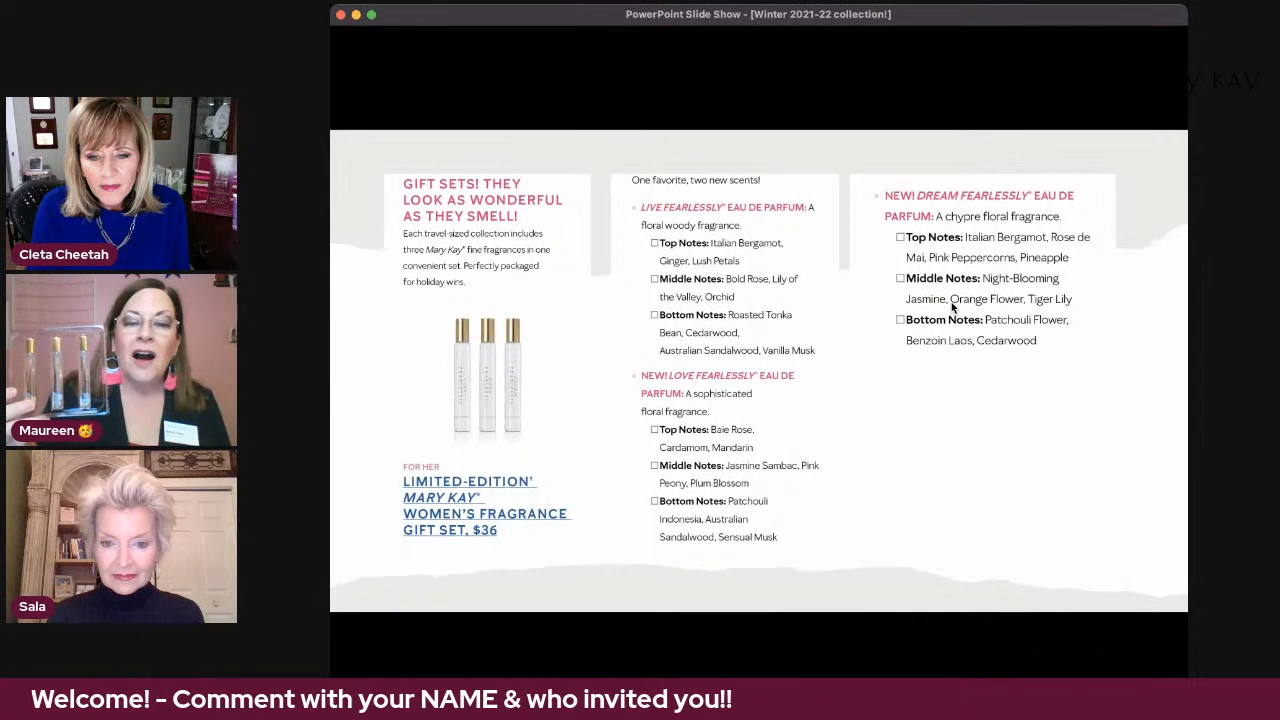 PowerPoint Slide Show - [Winter 2021-22 collection!]
Y KAY
Cleta Cheetah
Maureen 🥳
Sala
GIFT SETS! THEY
LOOK AS WONDERFUL
AS THEY SMELL!
Each travel-sized collection includes
three Mary Kay® fine fragrances in one
convenient set. Perfectly packaged
for holiday wins.
FOR HER
LIMITED-EDITION†
MARY KAY®
WOMEN'S FRAGRANCE
GIFT SET, $36
One favorite, two new scents!
LIVE FEARLESSLY® EAU DE PARFUM: A
floral woody fragrance.
Top Notes: Italian Bergamot,
Ginger, Lush Petals
Middle Notes: Bold Rose, Lily of
the Valley, Orchid
Bottom Notes: Roasted Tonka
Bean, Cedarwood,
Australian Sandalwood, Vanilla Musk
NEW! LOVE FEARLESSLY® EAU DE
PARFUM: A sophisticated
floral fragrance.
Top Notes: Baie Rose,
Cardamom, Mandarin
Middle Notes: Jasmine Sambac, Pink
Peony, Plum Blossom
Bottom Notes: Patchouli
Indonesia, Australian
Sandalwood, Sensual Musk
NEW! DREAM FEARLESSLY® EAU DE
PARFUM: A chypre floral fragrance.
Top Notes: Italian Bergamot, Rose de
Mai, Pink Peppercorns, Pineapple
Middle Notes: Night-Blooming
Jasmine, Orange Flower, Tiger Lily
Bottom Notes: Patchouli Flower,
Benzoin Laos, Cedarwood
Welcome! - Comment with your NAME & who invited you!!